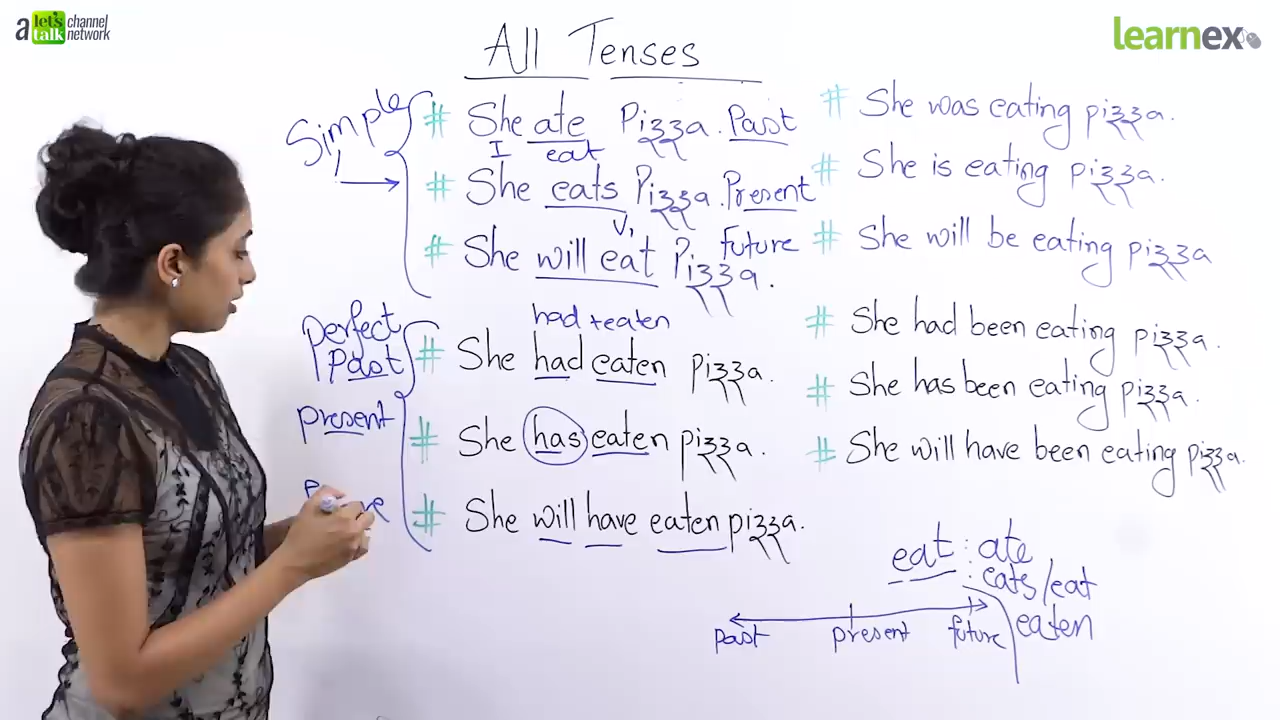 a let's talk channel network
learnex
All Tenses
Simple
# She ate Pizza. Past
I eat
# She eats Pizza. Present
V1
# She will eat Pizza. future
perfect
Past
had + eaten
# She had eaten pizza.
present
# She has eaten pizza.
# She will have eaten pizza.
# She was eating pizza.
# She is eating pizza.
# She will be eating pizza
# She had been eating pizza.
# She has been eating pizza.
# She will have been eating pizza.
eat : ate
: eats/eat
eaten
past present future